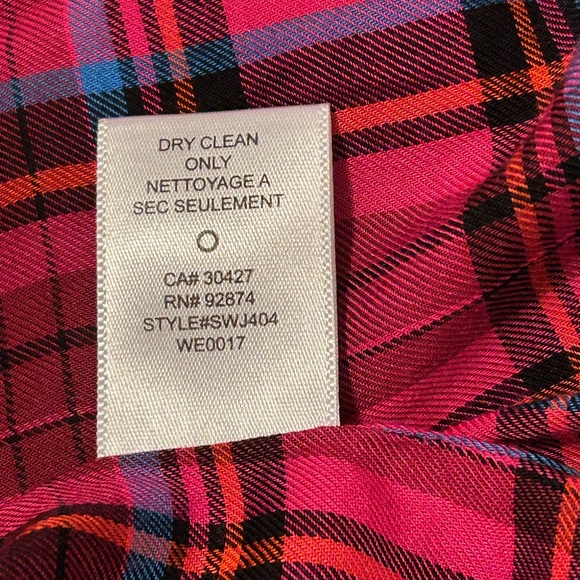 DRY CLEAN
ONLY
NETTOYAGE A
SEC SEULEMENT
CA# 30427
RN# 92874
STYLE#SWJ404
WE0017